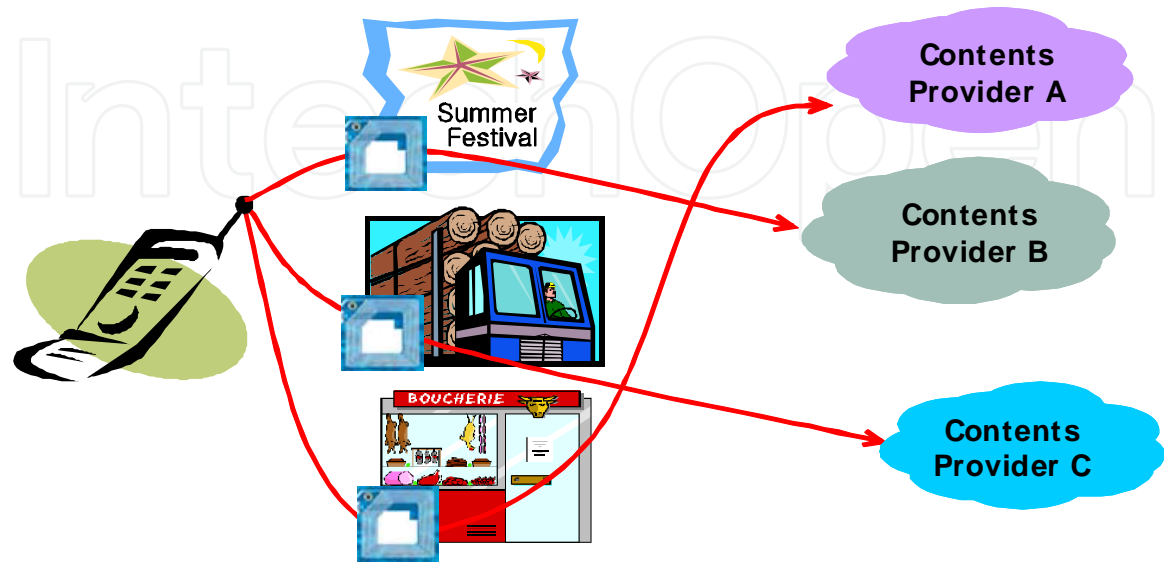 IntechOpen
Summer
Festival
BOUCHERIE
Contents
Provider A
Contents
Provider B
Contents
Provider C